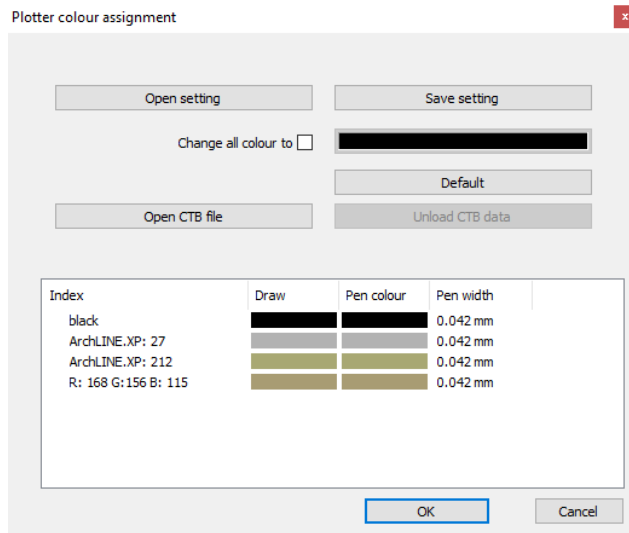 Plotter colour assignment
x
Open setting
Save setting
Change all colour to
Default
Open CTB file
Unload CTB data
Index Draw Pen colour Pen width
black 0.042 mm
ArchLINE.XP: 27 0.042 mm
ArchLINE.XP: 212 0.042 mm
R: 168 G:156 B: 115 0.042 mm
OK
Cancel